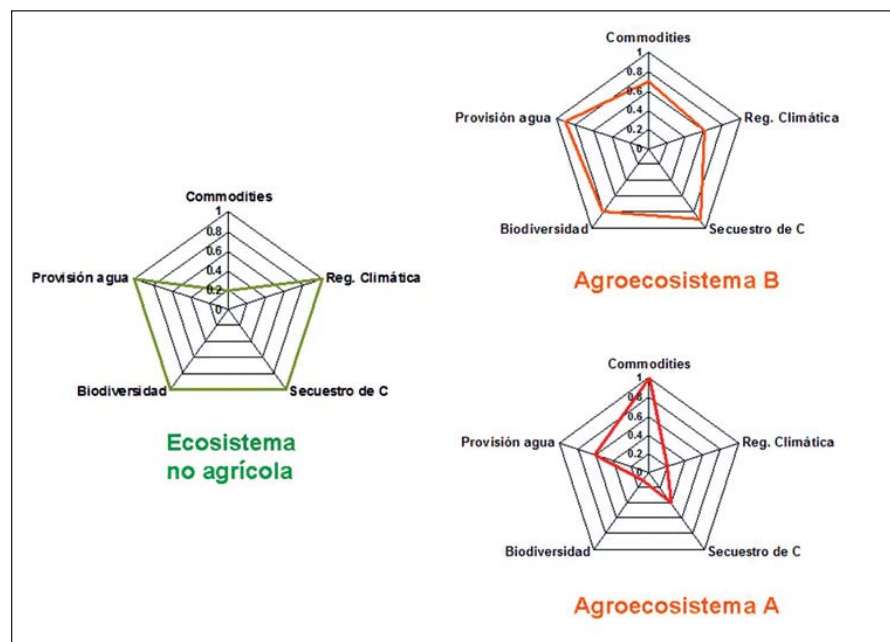 Commodities
1
0.8
0.6
0.4
0.2
0
Provisión agua
Reg. Climática
Biodiversidad
Secuestro de C
Ecosistema
no agrícola
Commodities
1
0.8
0.6
0.4
0.2
0
Provisión agua
Reg. Climática
Biodiversidad
Secuestro de C
Agroecosistema B
Commodities
1
0.8
0.6
0.4
0.2
0
Provisión agua
Reg. Climática
Biodiversidad
Secuestro de C
Agroecosistema A